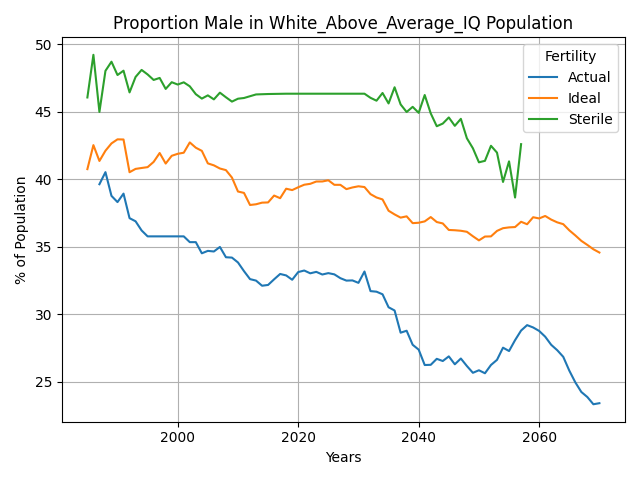 Proportion Male in White_Above_Average_IQ Population
Fertility
Actual
Ideal
Sterile
% of Population
50
45
40
35
30
25
2000
2020
2040
2060
Years